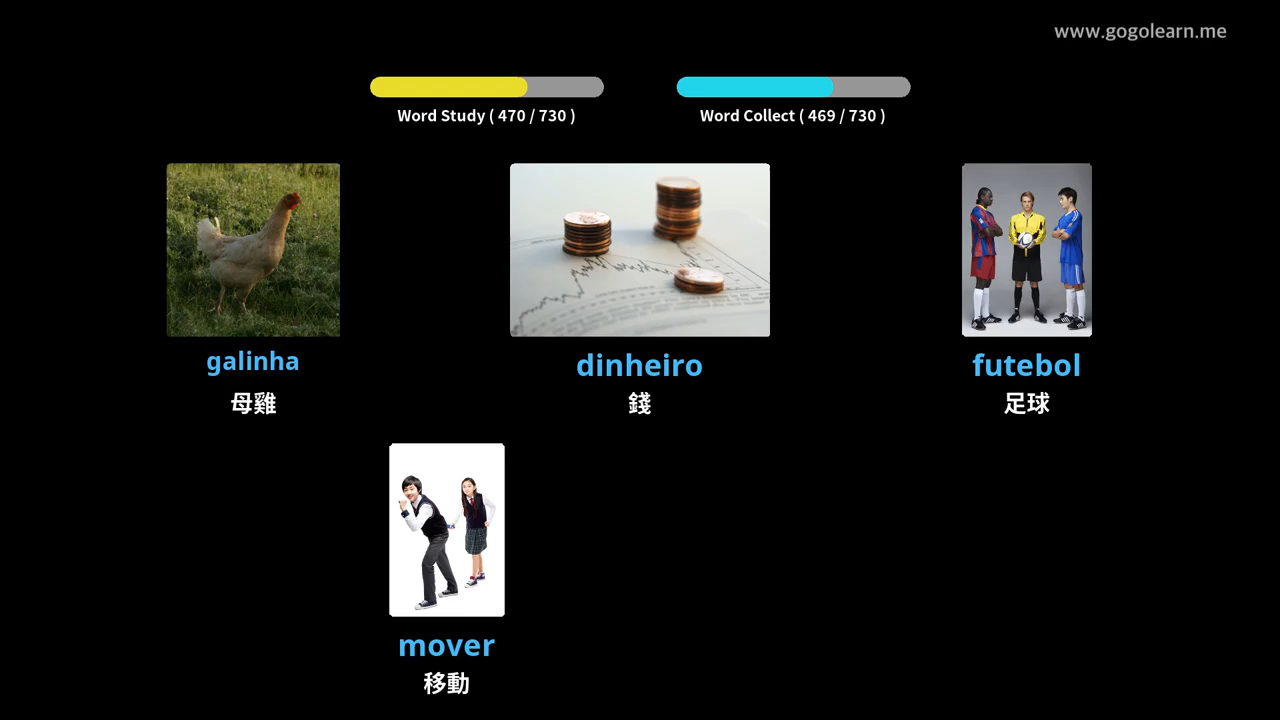 www.gogolearn.me
Word Study ( 470 / 730 )
Word Collect ( 469 / 730 )
galinha
母雞
dinheiro
錢
futebol
足球
mover
移動